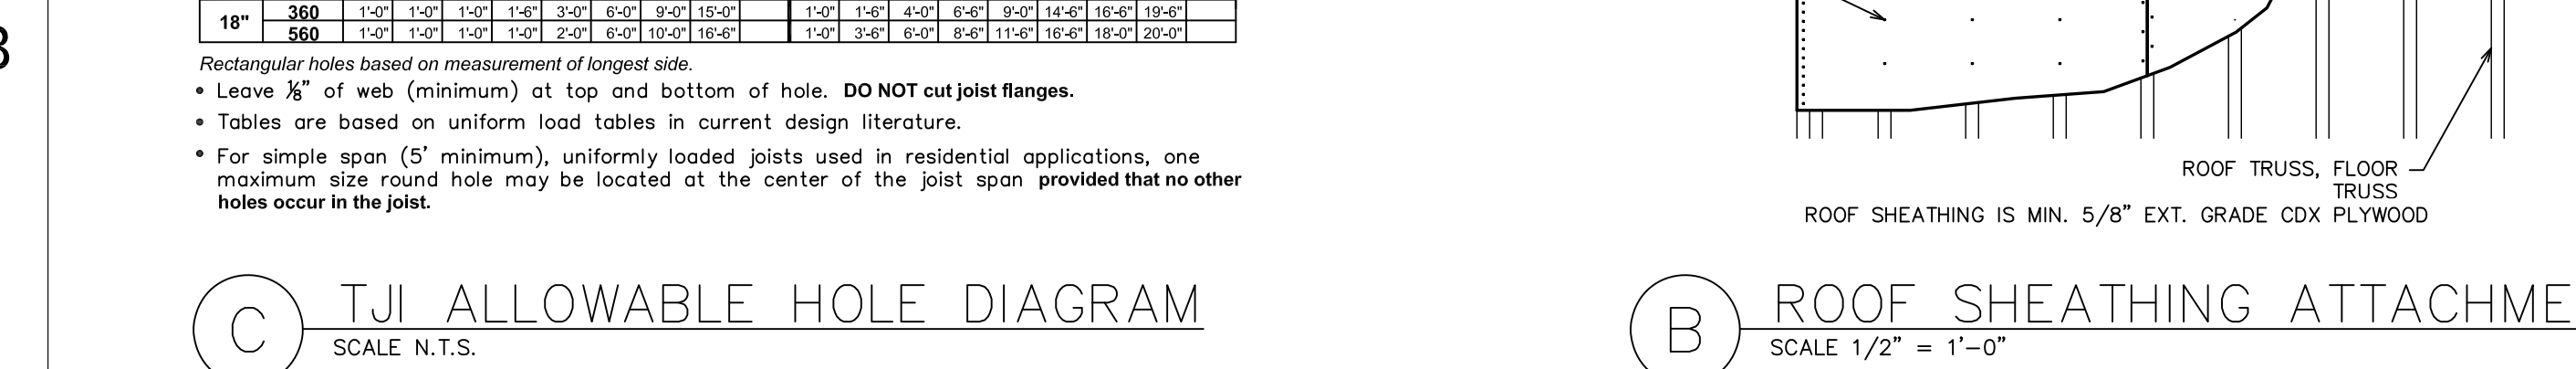 18" 360 1'-0" 1'-0" 1'-0" 1'-6" 3'-0" 6'-0" 9'-0" 15'-0" 1'-0" 1'-6" 4'-0" 6'-6" 9'-0" 14'-6" 16'-6" 19'-6"
560 1'-0" 1'-0" 1'-0" 1'-0" 2'-0" 6'-0" 10'-0" 16'-6" 1'-0" 3'-6" 6'-0" 8'-6" 11'-6" 16'-6" 18'-0" 20'-0"
Rectangular holes based on measurement of longest side.
• Leave ⅛" of web (minimum) at top and bottom of hole. DO NOT cut joist flanges.
• Tables are based on uniform load tables in current design literature.
• For simple span (5' minimum), uniformly loaded joists used in residential applications, one
maximum size round hole may be located at the center of the joist span provided that no other
holes occur in the joist.
C TJI ALLOWABLE HOLE DIAGRAM
SCALE N.T.S.
ROOF TRUSS, FLOOR
TRUSS
ROOF SHEATHING IS MIN. 5/8" EXT. GRADE CDX PLYWOOD
B ROOF SHEATHING ATTACHME
SCALE 1/2" = 1'-0"